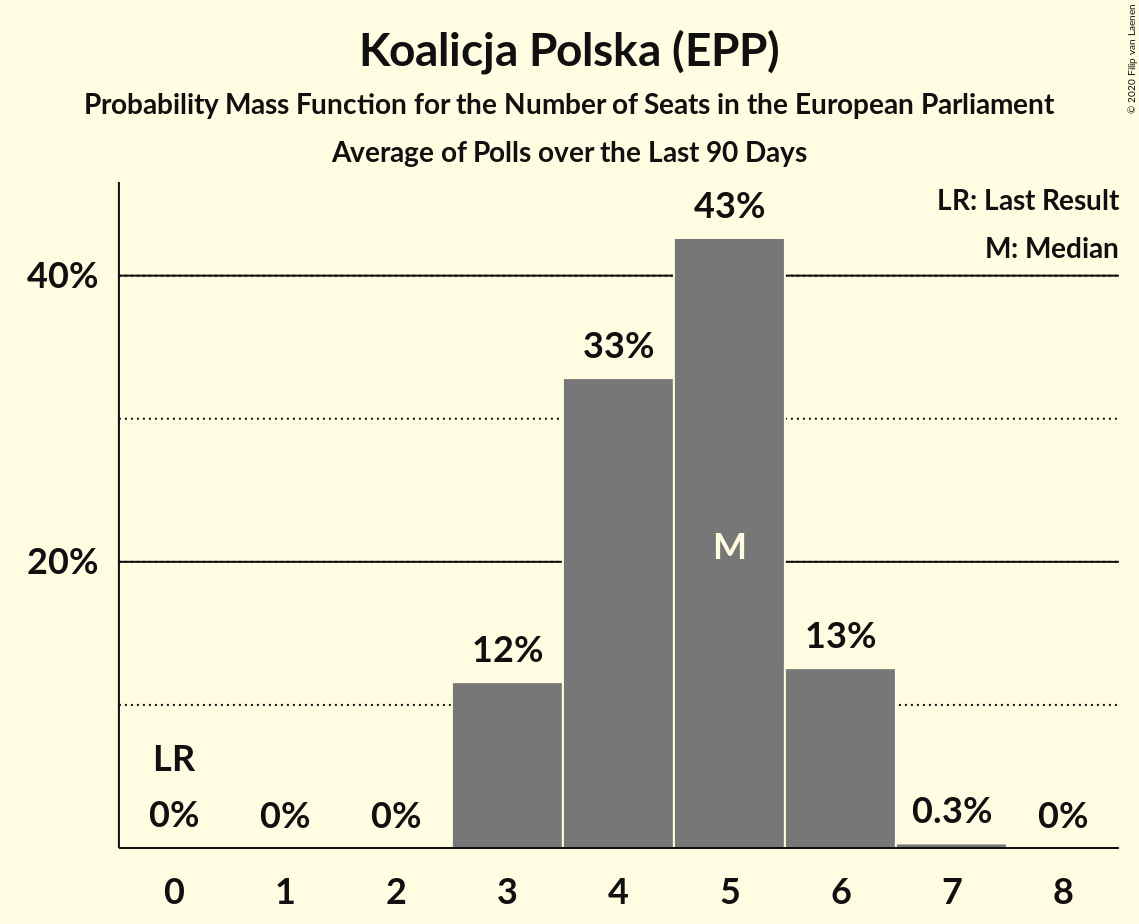 Koalicja Polska (EPP)
Probability Mass Function for the Number of Seats in the European Parliament
Average of Polls over the Last 90 Days
© 2020 Filip van Laenen
LR: Last Result
M: Median
43%
40%
33%
M
20%
13%
12%
LR
0%
0%
0%
0.3%
0%
0 1 2 3 4 5 6 7 8